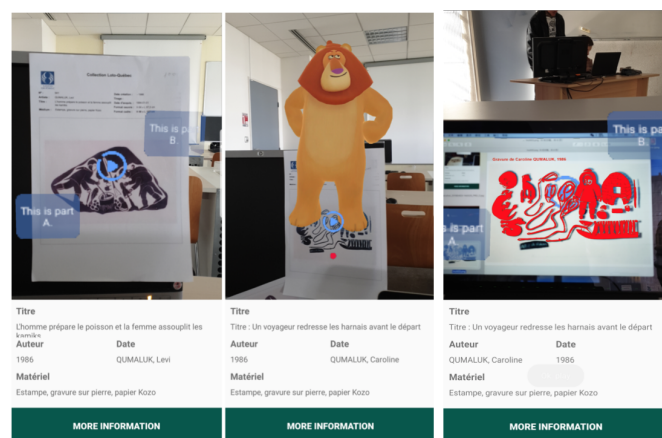 Collection Loto-Québec
This is pa
B.
This is part
A.
Titre
L'homme prépare le poisson et la femme assouplit les
kamiks
Auteur
Date
1986
QUMALUK, Levi
Matériel
Estampe, gravure sur pierre, papier Kozo
MORE INFORMATION
Titre
Titre : Un voyageur redresse les harnais avant le départ
Auteur
Date
1986
QUMALUK, Caroline
Matériel
Estampe, gravure sur pierre, papier Kozo
MORE INFORMATION
This is pa
B.
Gravure de Caroline QUMALUK, 1986
s is part
A.
Titre
Titre : Un voyageur redresse les harnais avant le départ
Auteur
Date
QUMALUK, Caroline
1986
Matériel
Estampe, gravure sur pierre, papier Kozo
MORE INFORMATION